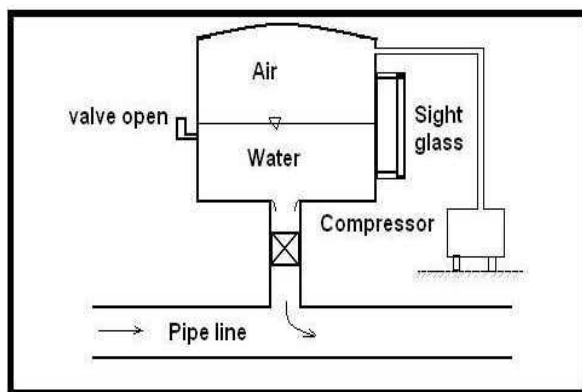 Air
valve open
Sight
glass
Water
Compressor
Pipe line